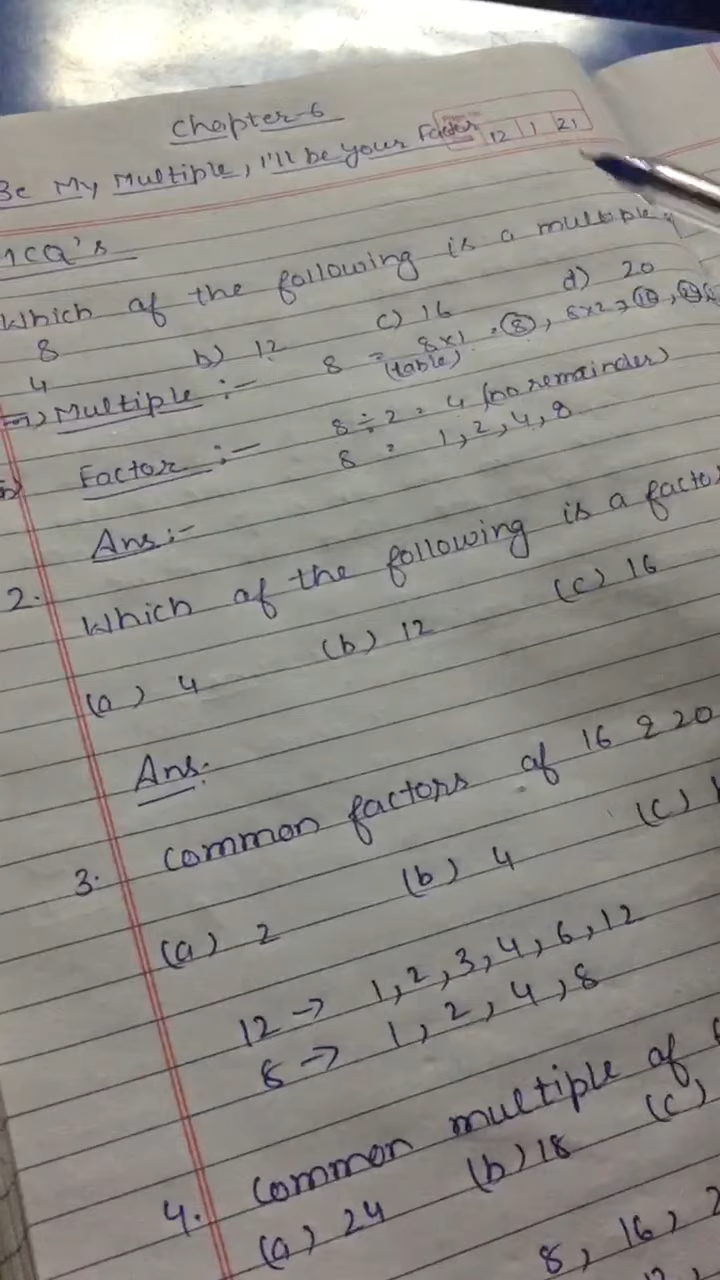 Chapter-6
Be My Multiple, I'll be your Factor
12 1 21
MCQ's
Which of the following is a multiple
8
4 b) 12 c) 16 d) 20
Multiple :- 8 = 8x1 = 8, 8x2 →
(table)
Factor :- 8 ÷ 2 = 4 (no remainder)
8 = 1, 2, 4, 8
Ans :-
2. Which of the following is a factor
(a) 4 (b) 12 (c) 16
Ans:
3. Common factors of 16 & 20
(a) 2 (b) 4 (c)
12 → 1, 2, 3, 4, 6, 12
8 → 1, 2, 4, 8
4. Common multiple of
(a) 24 (b) 18 (c)
8, 16, 2